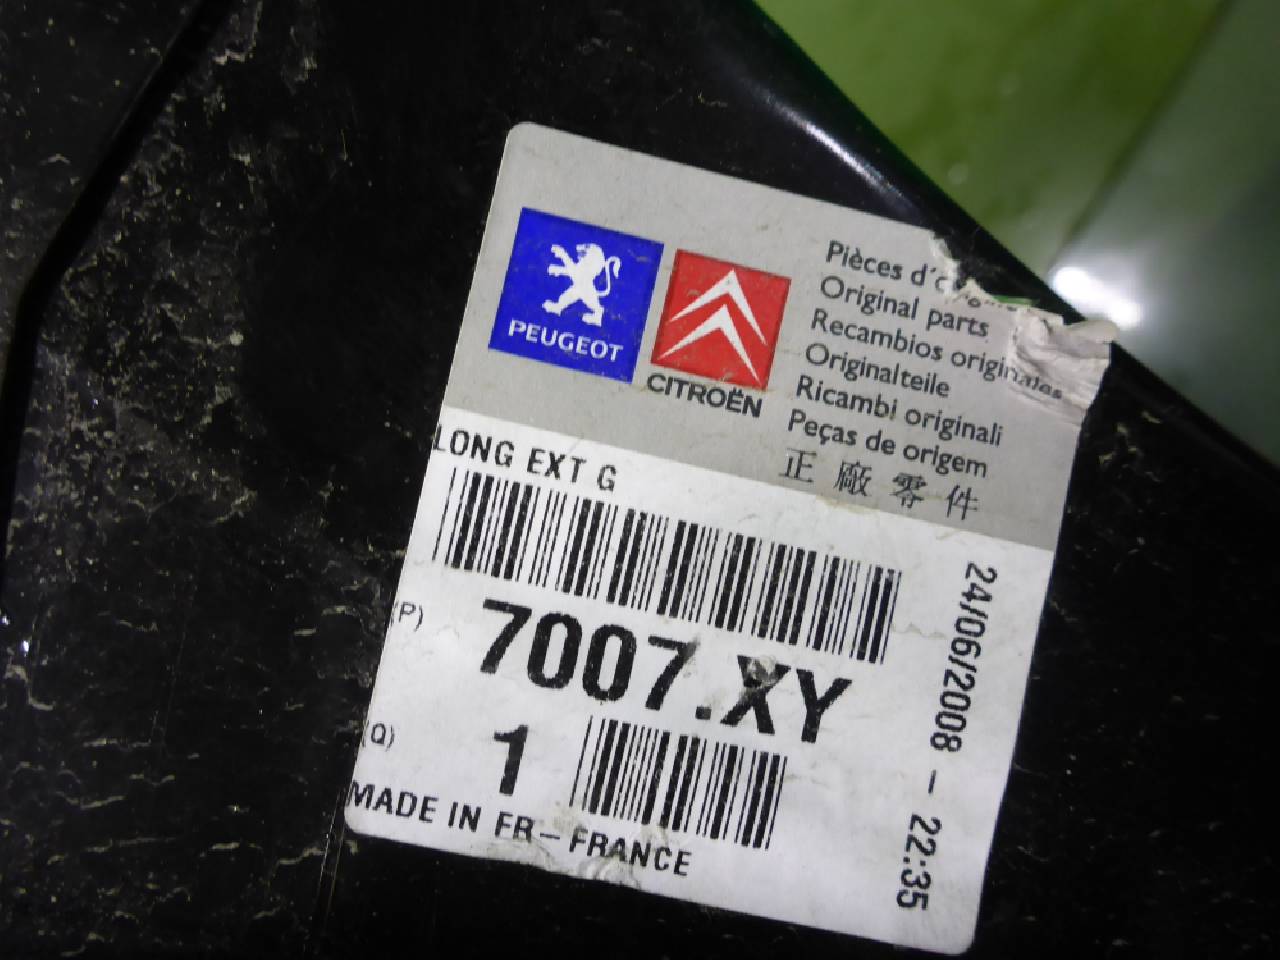 PEUGEOT
CITROËN
Pièces d'origine
Original parts
Recambios originales
Originalteile
Ricambi originali
Peças de origem
正廠零件
LONG EXT G
(P)
7007.XY
(Q)
1
MADE IN FR - FRANCE
24/06/2008 - 22:35